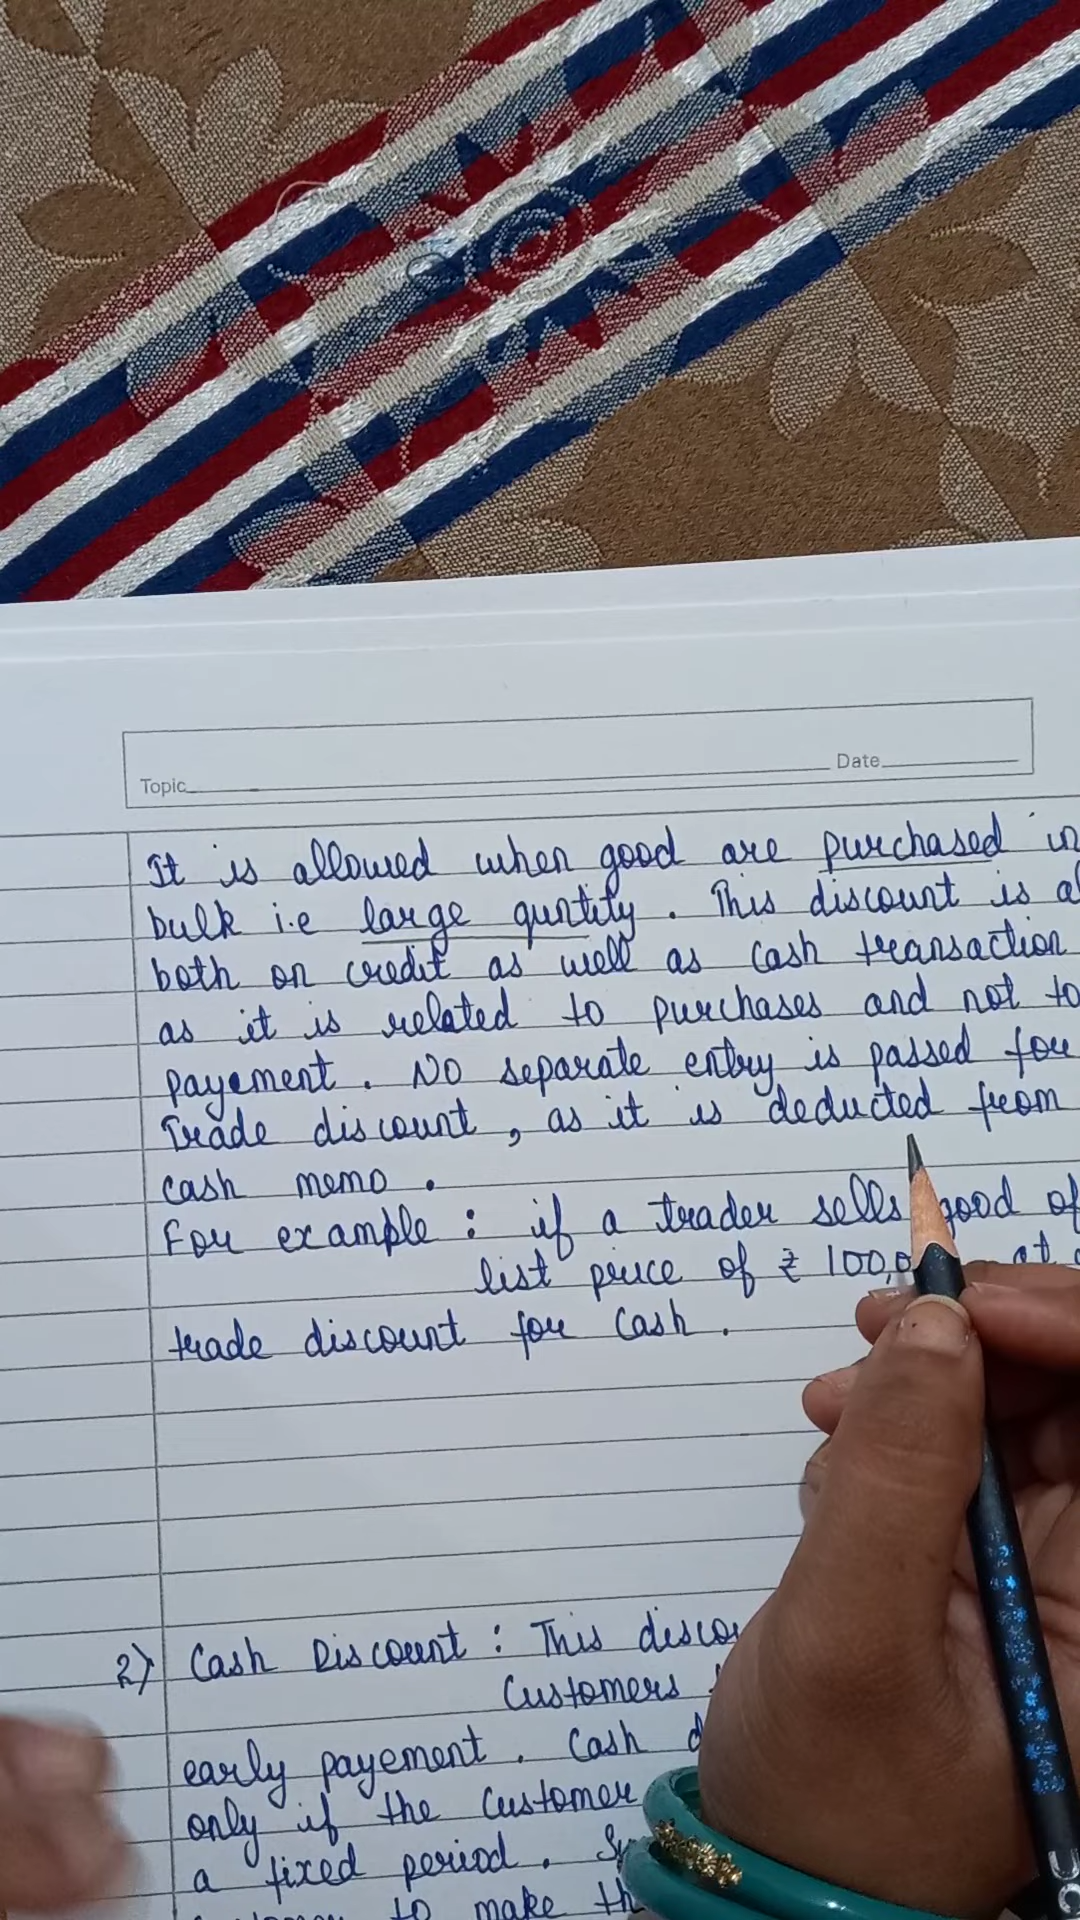 Topic Date
It is allowed when good are purchased in
bulk i.e large quntity. This discount is
both on credit as well as cash transaction
as it is related to purchases and not to
payement. No separate entry is passed for
Trade discount, as it is deducted from
cash memo.
For example: if a trader sells good of
list price of ₹ 100,0 at
trade discount for cash.
2) Cash Discount: This
Customers
early payement. Cash
only if the customer
a fixed period.
to make